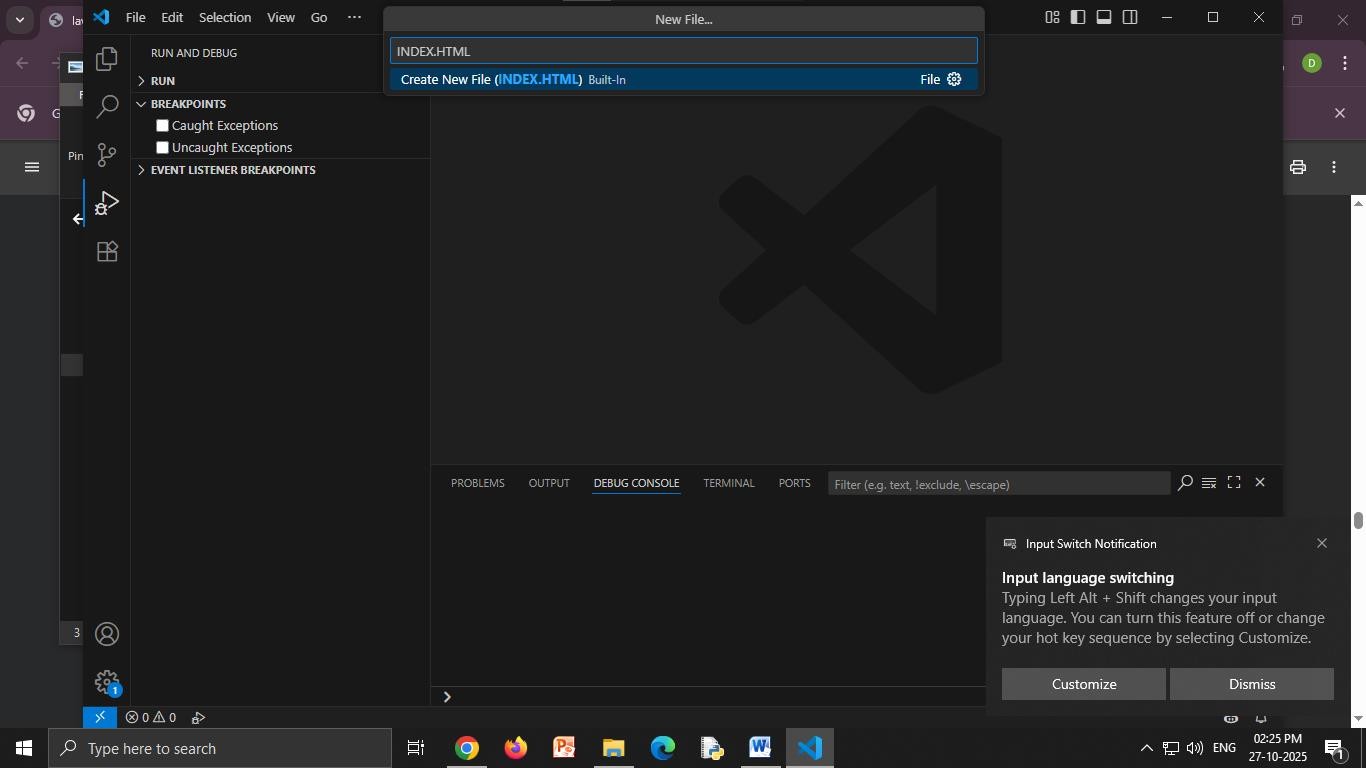 lav
File Edit Selection View Go ...
New File...
INDEX.HTML
Create New File (INDEX.HTML) Built-In File
RUN AND DEBUG
RUN
BREAKPOINTS
Caught Exceptions
Uncaught Exceptions
EVENT LISTENER BREAKPOINTS
D
G
F
Pin
PROBLEMS OUTPUT DEBUG CONSOLE TERMINAL PORTS Filter (e.g. text, !exclude, \escape)
Input Switch Notification
Input language switching
Typing Left Alt + Shift changes your input
language. You can turn this feature off or change
your hot key sequence by selecting Customize.
Customize Dismiss
3
1
0 0
Type here to search
ENG
02:25 PM
27-10-2025
1